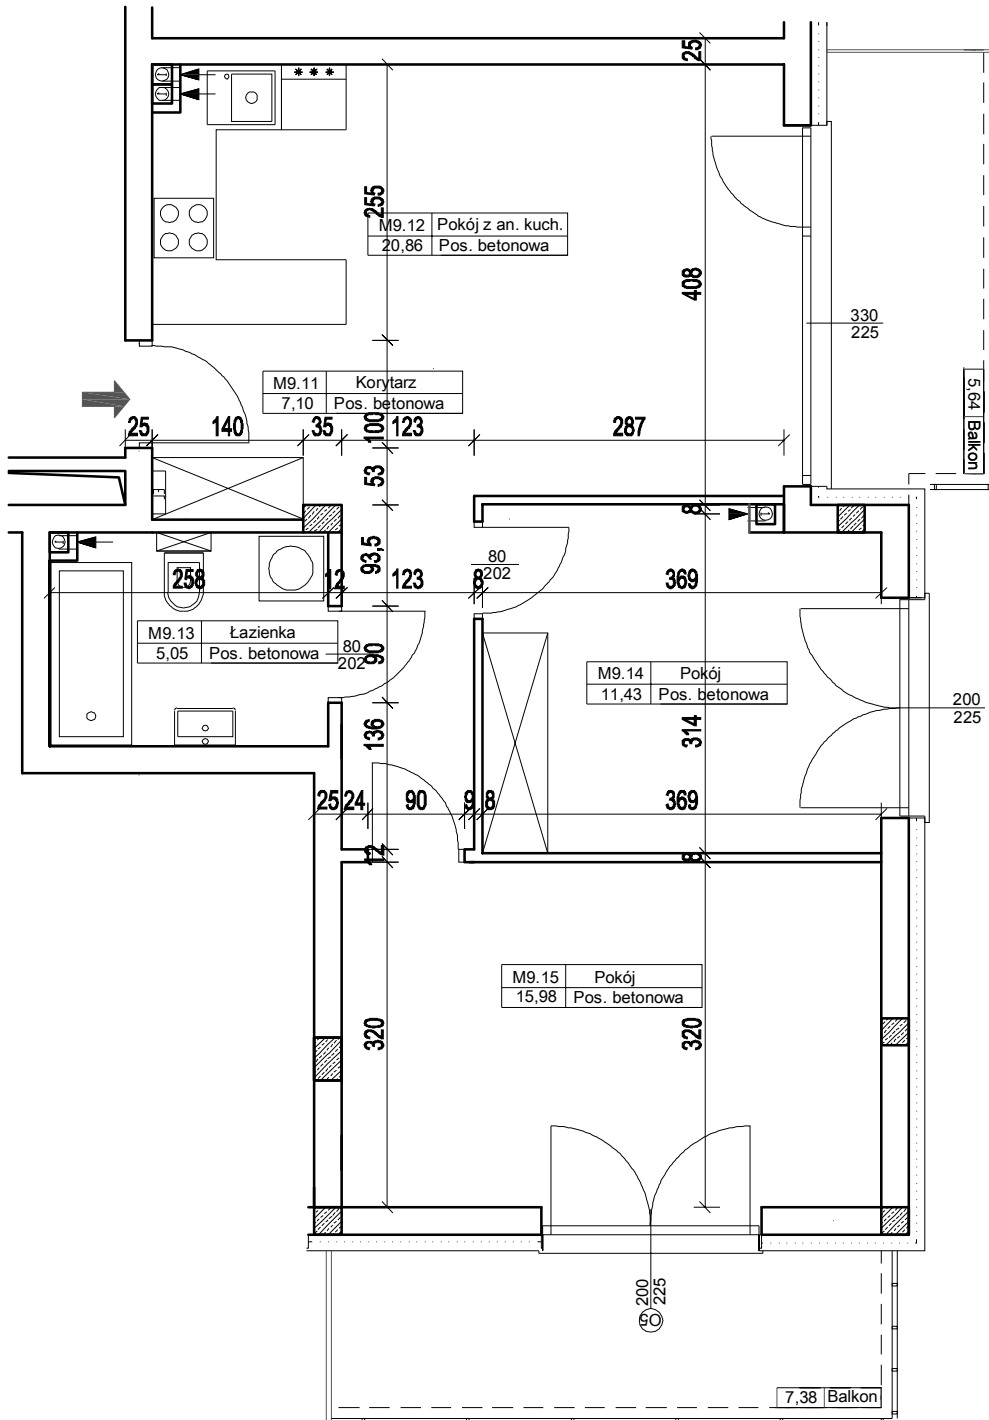 25
255
M9.12 Pokój z an. kuch.
20,86 Pos. betonowa
408
330
225
5,64 Balkon
M9.11 Korytarz
7,10 Pos. betonowa
25 140 35 100 123 287
53
8
93,5
80
202
258 12 123 8 369
M9.13 Łazienka
5,05 Pos. betonowa
80
202
90
M9.14 Pokój
11,43 Pos. betonowa
200
225
136
314
25 24 90 9 8 369
12
8
M9.15 Pokój
15,98 Pos. betonowa
320
320
200
225
O5
7,38 Balkon